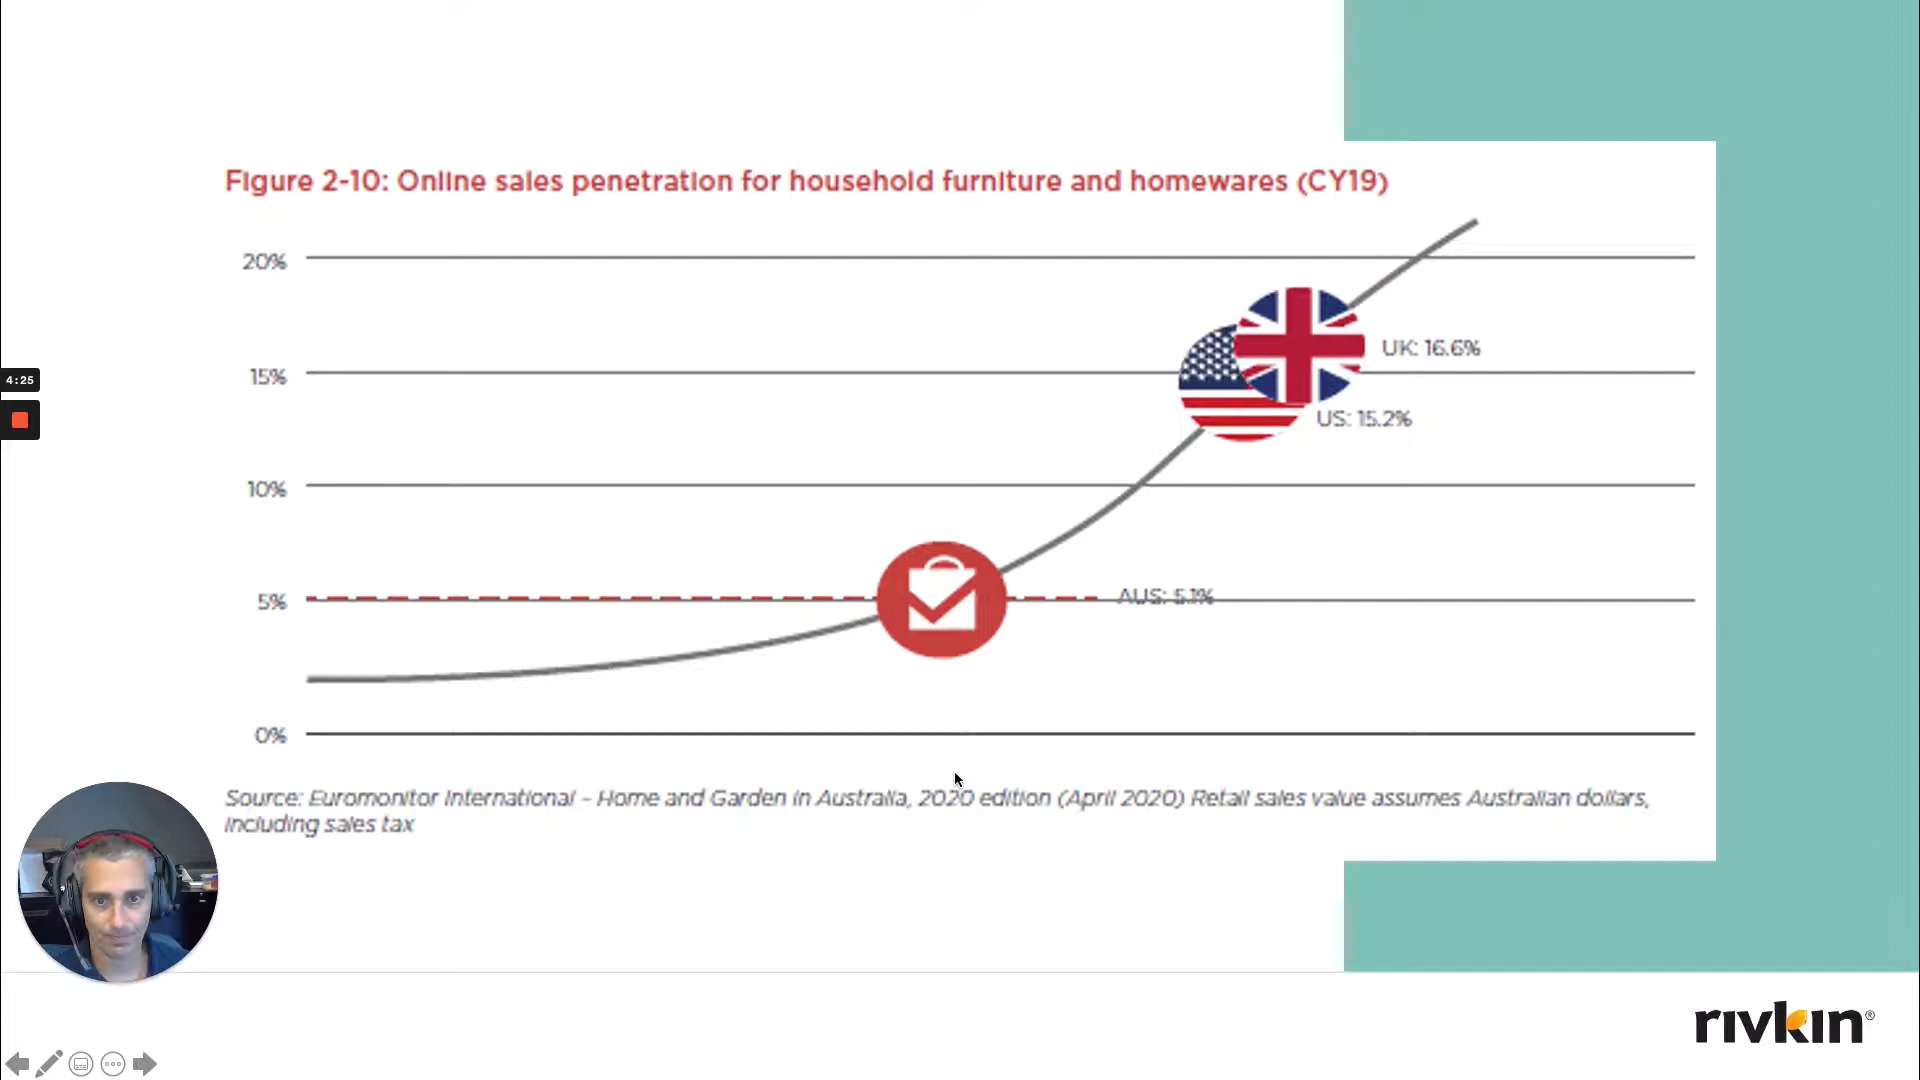 Figure 2-10: Online sales penetration for household furniture and homewares (CY19)
20%
UK: 16.6%
15%
4:25
US: 15.2%
10%
AUS: 5.1%
5%
0%
Source: Euromonitor International – Home and Garden in Australia, 2020 edition (April 2020) Retail sales value assumes Australian dollars,
including sales tax
rivkin®